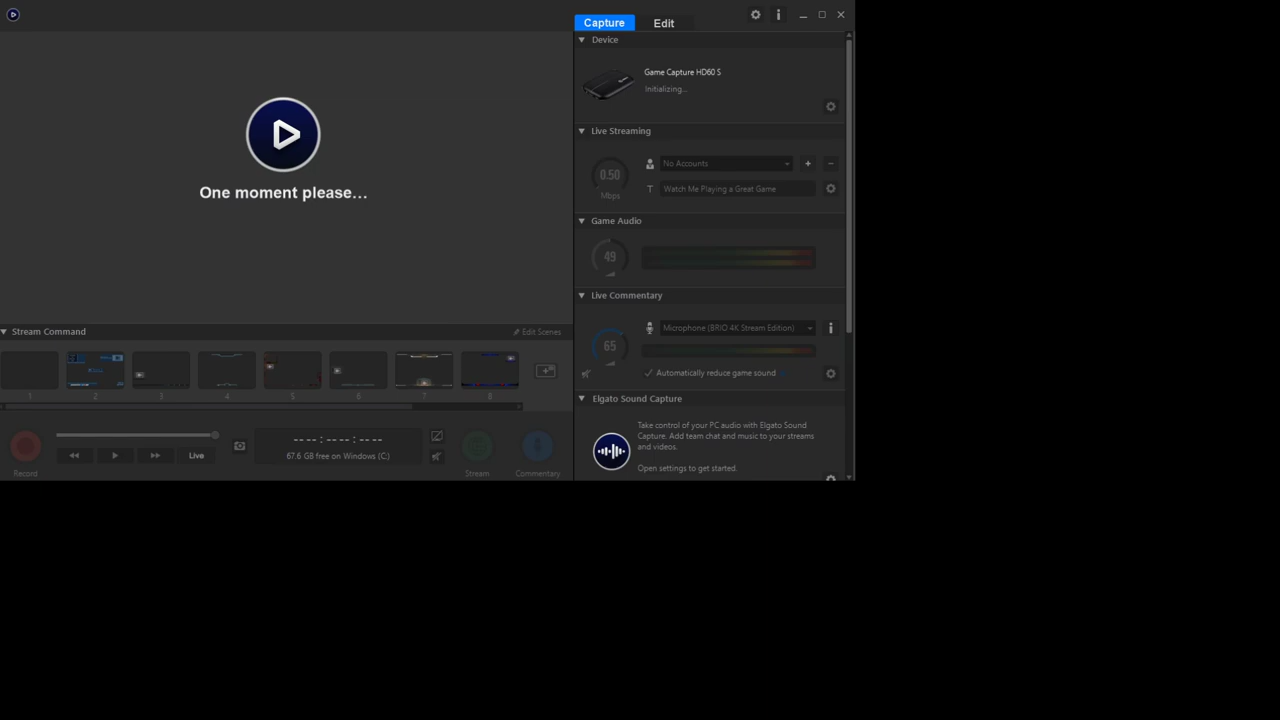 Capture
Edit
Device
Game Capture HD60 S
Initializing...
One moment please...
Live Streaming
No Accounts
0.50
Mbps
Watch Me Playing a Great Game
Game Audio
49
Live Commentary
Microphone (BRIO 4K Stream Edition)
65
Automatically reduce game sound
Stream Command
Edit Scenes
1 2 3 4 5 6 7 8
Elgato Sound Capture
Take control of your PC audio with Elgato
Sound Capture. Add team chat and music to your streams
and videos.
Open settings to get started.
-- -- : -- -- : -- --
Live
67.6 GB free on Windows (C:)
Record
Stream
Commentary